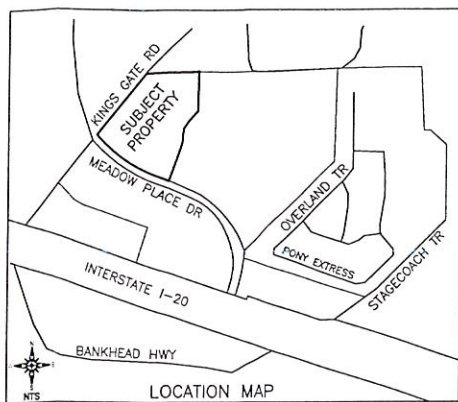 KINGS GATE RD
SUBJECT
PROPERTY
MEADOW PLACE DR
OVERLAND TR
PONY EXTRESS
STAGECOACH TR
INTERSTATE I-20
BANKHEAD HWY
N
S
NTS
LOCATION MAP